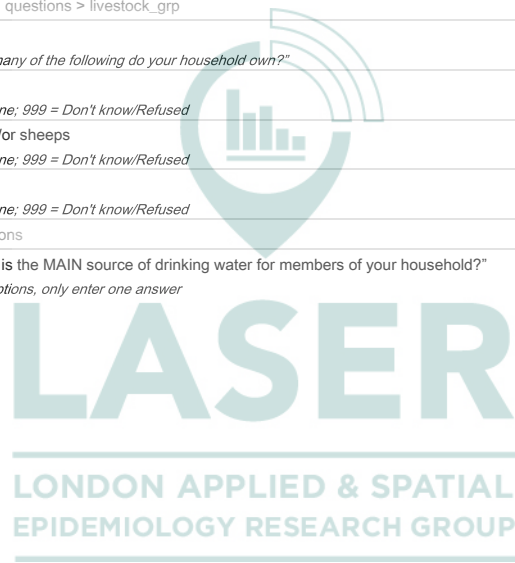 questions > livestock_grp
any of the following do your household own?”
ne; 999 = Don't know/Refused
/or sheeps
ne; 999 = Don't know/Refused
ne; 999 = Don't know/Refused
ons
is the MAIN source of drinking water for members of your household?”
ptions, only enter one answer
LASER
LONDON APPLIED & SPATIAL
EPIDEMIOLOGY RESEARCH GROUP